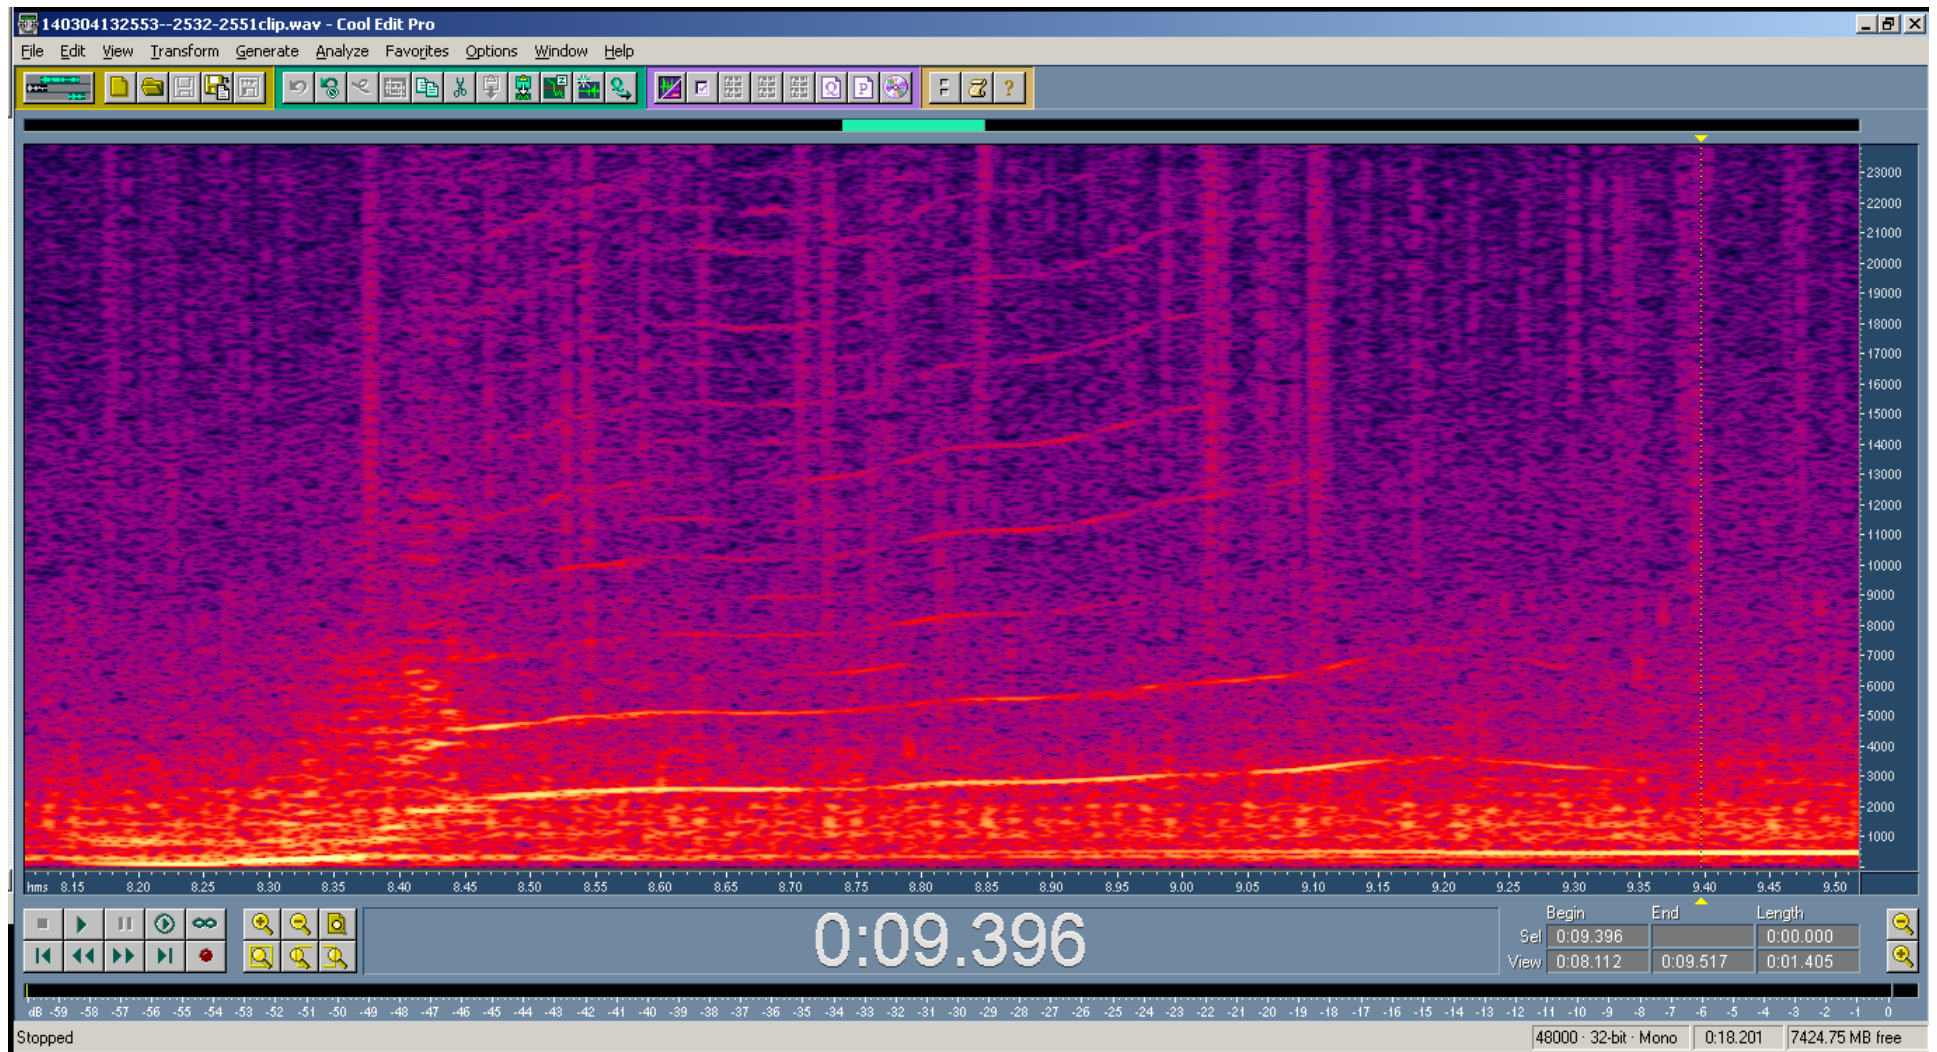 140304132553--2532-2551clip.wav - Cool Edit Pro
File Edit View Transform Generate Analyze Favorites Options Window Help
F
Z
Q
P
F
?
23000
22000
21000
20000
19000
18000
17000
16000
15000
14000
13000
12000
11000
10000
9000
8000
7000
6000
5000
4000
3000
2000
1000
hms 8.15 8.20 8.25 8.30 8.35 8.40 8.45 8.50 8.55 8.60 8.65 8.70 8.75 8.80 8.85 8.90 8.95 9.00 9.05 9.10 9.15 9.20 9.25 9.30 9.35 9.40 9.45 9.50
0:09.396
Begin End Length
Sel 0:09.396 0:00.000
View 0:08.112 0:09.517 0:01.405
dB -59 -58 -57 -56 -55 -54 -53 -52 -51 -50 -49 -48 -47 -46 -45 -44 -43 -42 -41 -40 -39 -38 -37 -36 -35 -34 -33 -32 -31 -30 -29 -28 -27 -26 -25 -24 -23 -22 -21 -20 -19 -18 -17 -16 -15 -14 -13 -12 -11 -10 -9 -8 -7 -6 -5 -4 -3 -2 -1 0
Stopped 48000 · 32-bit · Mono 0:18.201 7424.75 MB free